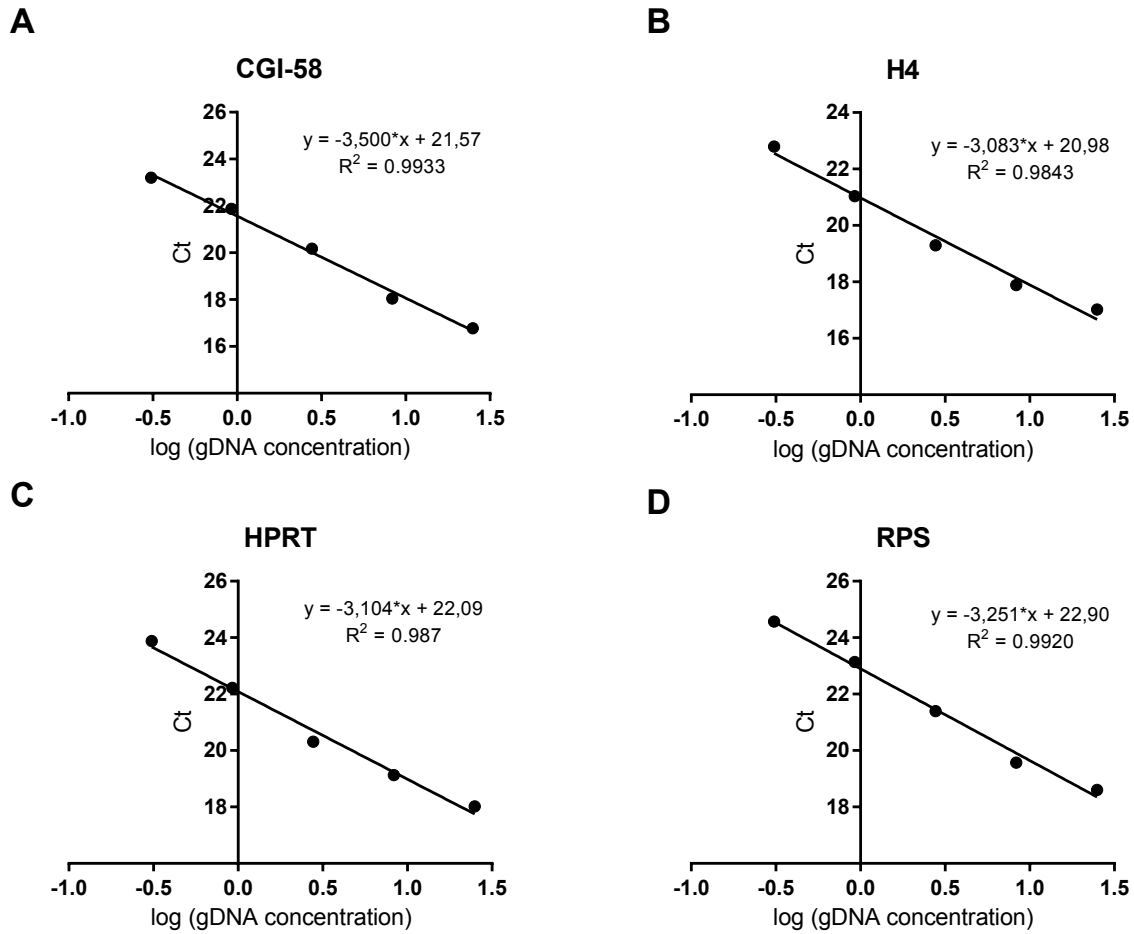 A
CGI-58
y = -3,500*x + 21,57
R² = 0.9933
26
24
22
20
18
16
Ct
-1.0 -0.5 0.0 0.5 1.0 1.5
log (gDNA concentration)
B
H4
y = -3,083*x + 20,98
R² = 0.9843
24
22
20
18
16
Ct
-1.0 -0.5 0.0 0.5 1.0 1.5
log (gDNA concentration)
C
HPRT
y = -3,104*x + 22,09
R² = 0.987
26
24
22
20
18
Ct
-1.0 -0.5 0.0 0.5 1.0 1.5
log (gDNA concentration)
D
RPS
y = -3,251*x + 22,90
R² = 0.9920
26
24
22
20
18
Ct
-1.0 -0.5 0.0 0.5 1.0 1.5
log (gDNA concentration)